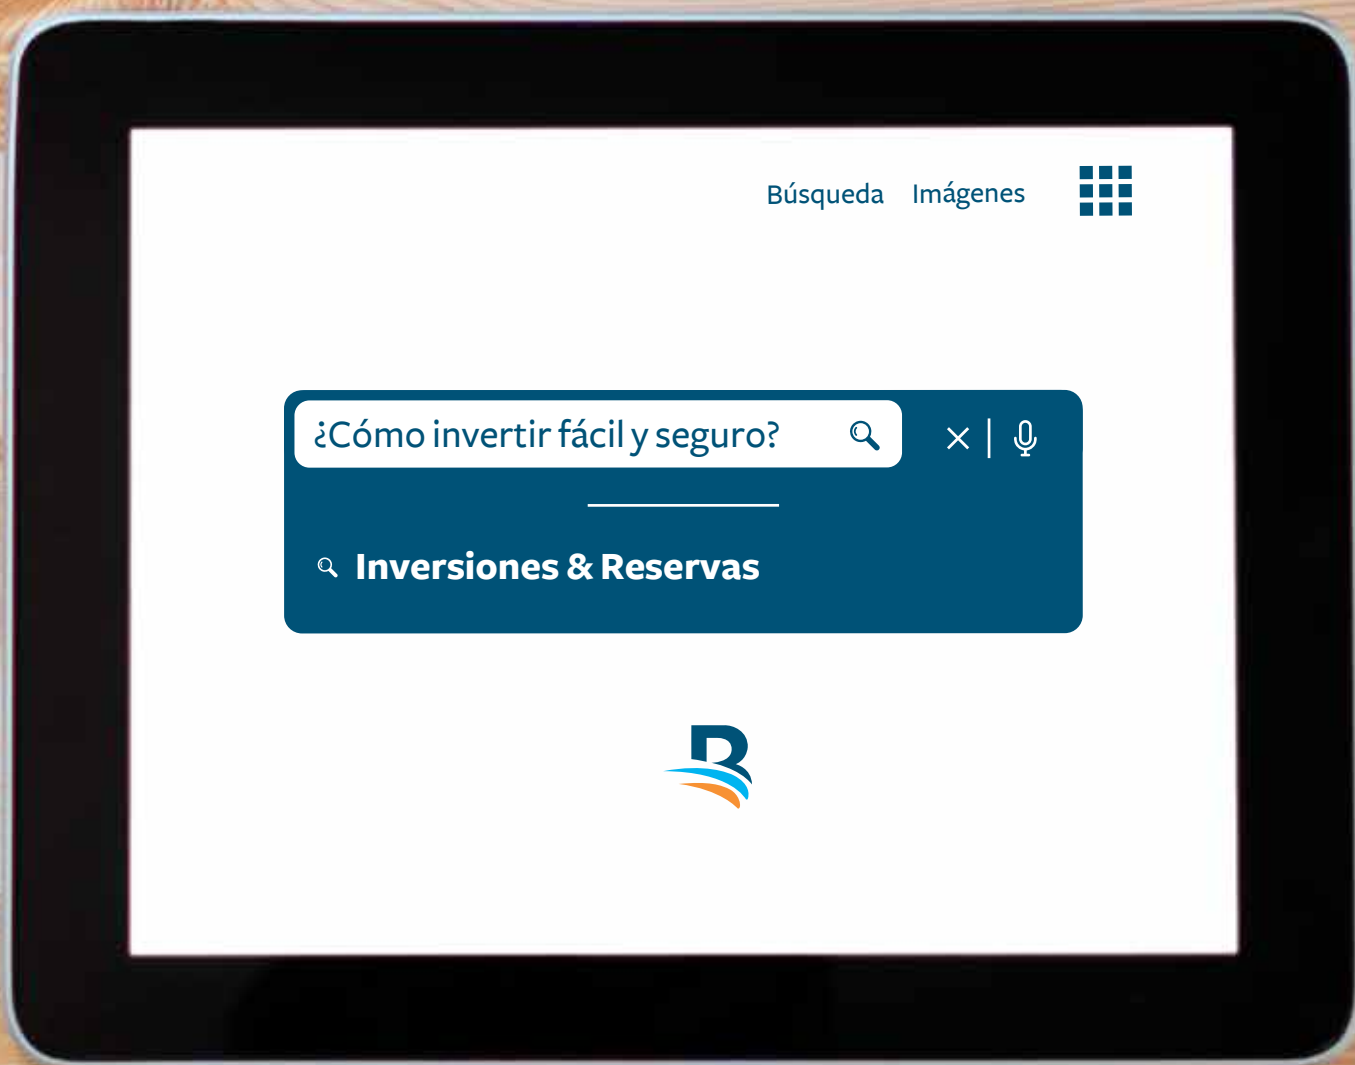 Búsqueda Imágenes
¿Cómo invertir fácil y seguro?
Inversiones & Reservas
B